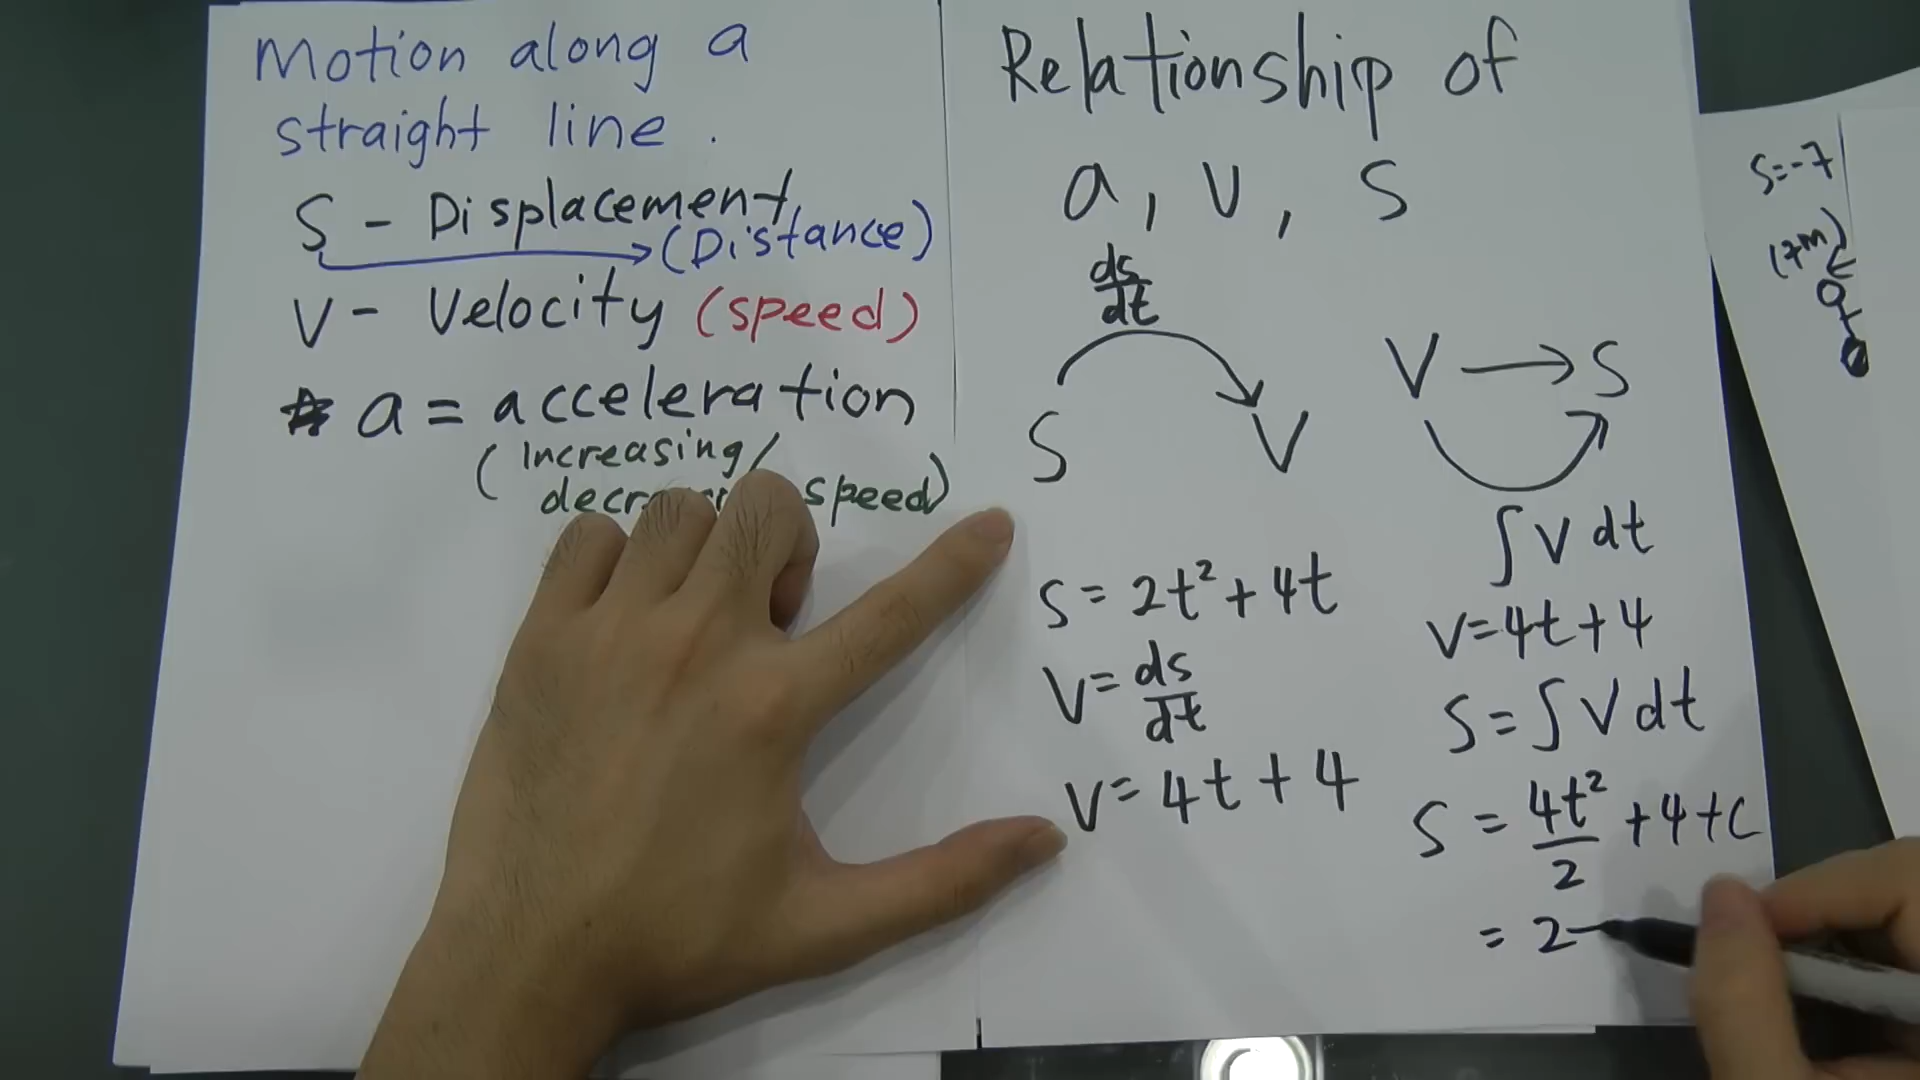 Motion along a
straight line.
S - Displacement
(Distance)
V - Velocity (speed)
* a = acceleration
(Increasing/
speed)
Relationship of
a, v, s
ds
dt
S V
V → S
∫ V dt
S = 2t² + 4t
V = ds/dt
V = 4t + 4
V = 4t + 4
S = ∫ V dt
S = 4t²/2 + 4 + C
= 2
S = -7
(7m)